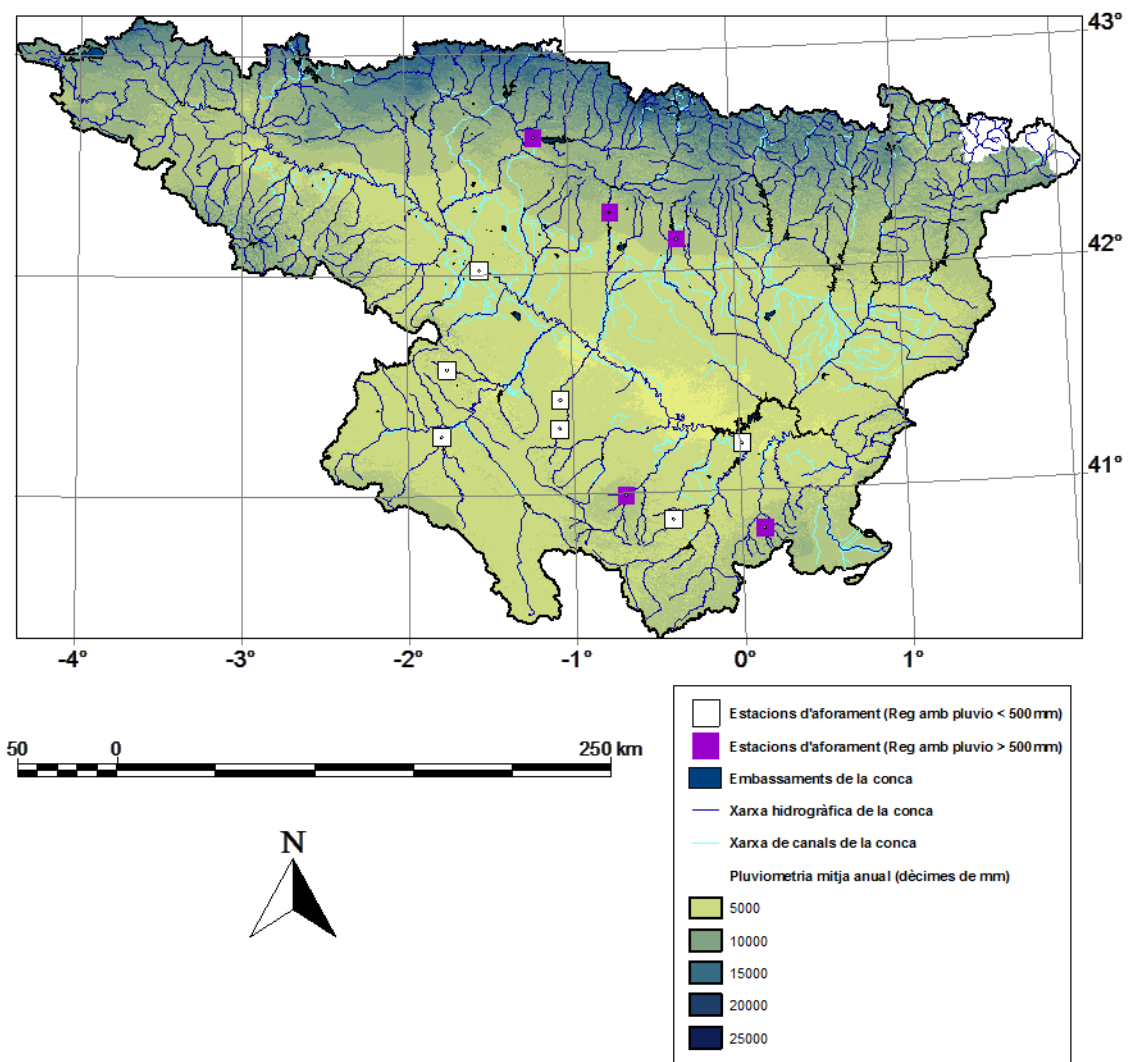 43°
42°
41°
-4° -3° -2° -1° 0° 1°
50 0 250 km
N
Estacions d'aforament (Reg amb pluvio < 500mm)
Estacions d'aforament (Reg amb pluvio > 500mm)
Embassaments de la conca
Xarxa hidrogràfica de la conca
Xarxa de canals de la conca
Pluviometria mitja anual (dècimes de mm)
5000
10000
15000
20000
25000